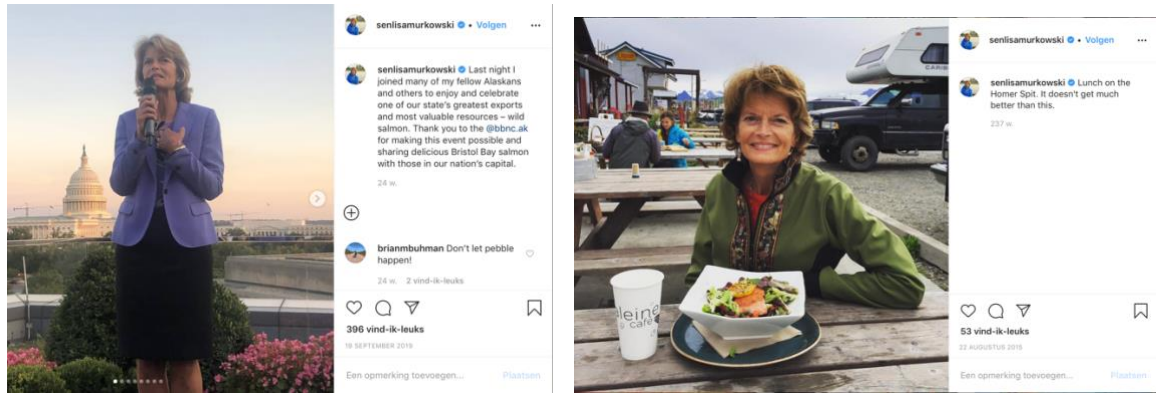 senlisamurkowski • Volgen
senlisamurkowski Last night I
joined many of my fellow Alaskans
and others to enjoy and celebrate
one of our state's greatest exports
and most valuable resources – wild
salmon. Thank you to the @bbnc.ak
for making this event possible and
sharing delicious Bristol Bay salmon
with those in our nation's capital.
24 w.
brianmbuhman Don't let pebble
happen!
24 w. 2 vind-ik-leuks
396 vind-ik-leuks
19 SEPTEMBER 2019
Een opmerking toevoegen... Plaatsen
senlisamurkowski • Volgen
senlisamurkowski Lunch on the
Homer Spit. It doesn't get much
better than this.
237 w.
53 vind-ik-leuks
22 AUGUSTUS 2015
Een opmerking toevoegen... Plaatsen
café